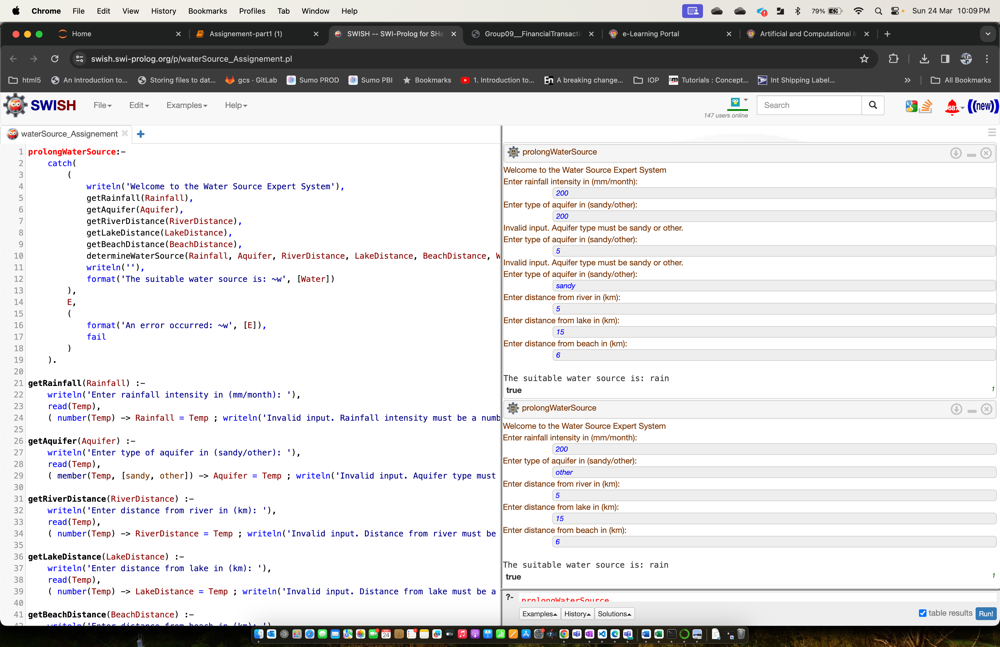 Chrome File Edit View History Bookmarks Profiles Tab Window Help 79% Sun 24 Mar 10:09 PM
Home Assignment-part1 (1) SWISH -- SWI-Prolog for SHa Group09__FinancialTransacti e-Learning Portal Artificial and Computational I
swish.swi-prolog.org/p/waterSource_Assignement.pl
html5 An Introduction to... Storing files to dat... gcs - GitLab Sumo PROD Sumo PBI Bookmarks 1. Introduction to... A breaking change... IOP Tutorials : Concept... Int Shipping Label... » All Bookmarks
SWISH File Edit Examples Help 147 users online Search ((new))
waterSource_Assignement
1 prolongWaterSource:-
2 catch(
3 (
4 writeln('Welcome to the Water Source Expert System'),
5 getRainfall(Rainfall),
6 getAquifer(Aquifer),
7 getRiverDistance(RiverDistance),
8 getLakeDistance(LakeDistance),
9 getBeachDistance(BeachDistance),
10 determineWaterSource(Rainfall, Aquifer, RiverDistance, LakeDistance, BeachDistance, W
11 writeln(''),
12 format('The suitable water source is: ~w', [Water])
13 ),
14 E,
15 (
16 format('An error occurred: ~w', [E]),
17 fail
18 )
19 ).
20
21 getRainfall(Rainfall) :-
22 writeln('Enter rainfall intensity in (mm/month): '),
23 read(Temp),
24 ( number(Temp) -> Rainfall = Temp ; writeln('Invalid input. Rainfall intensity must be a numb
25
26 getAquifer(Aquifer) :-
27 writeln('Enter type of aquifer in (sandy/other): '),
28 read(Temp),
29 ( member(Temp, [sandy, other]) -> Aquifer = Temp ; writeln('Invalid input. Aquifer type must
30
31 getRiverDistance(RiverDistance) :-
32 writeln('Enter distance from river in (km): '),
33 read(Temp),
34 ( number(Temp) -> RiverDistance = Temp ; writeln('Invalid input. Distance from river must be
35
36 getLakeDistance(LakeDistance) :-
37 writeln('Enter distance from lake in (km): '),
38 read(Temp),
39 ( number(Temp) -> LakeDistance = Temp ; writeln('Invalid input. Distance from lake must be a
40
41 getBeachDistance(BeachDistance) :-
prolongWaterSource
Welcome to the Water Source Expert System
Enter rainfall intensity in (mm/month):
200
Enter type of aquifer in (sandy/other):
200
Invalid input. Aquifer type must be sandy or other.
Enter type of aquifer in (sandy/other):
5
Invalid input. Aquifer type must be sandy or other.
Enter type of aquifer in (sandy/other):
sandy
Enter distance from river in (km):
5
Enter distance from lake in (km):
15
Enter distance from beach in (km):
6
The suitable water source is: rain
true 1
prolongWaterSource
Welcome to the Water Source Expert System
Enter rainfall intensity in (mm/month):
200
Enter type of aquifer in (sandy/other):
other
Enter distance from river in (km):
5
Enter distance from lake in (km):
15
Enter distance from beach in (km):
6
The suitable water source is: rain
true 1
?- prolongWaterSource
Examples History Solutions table results Run!